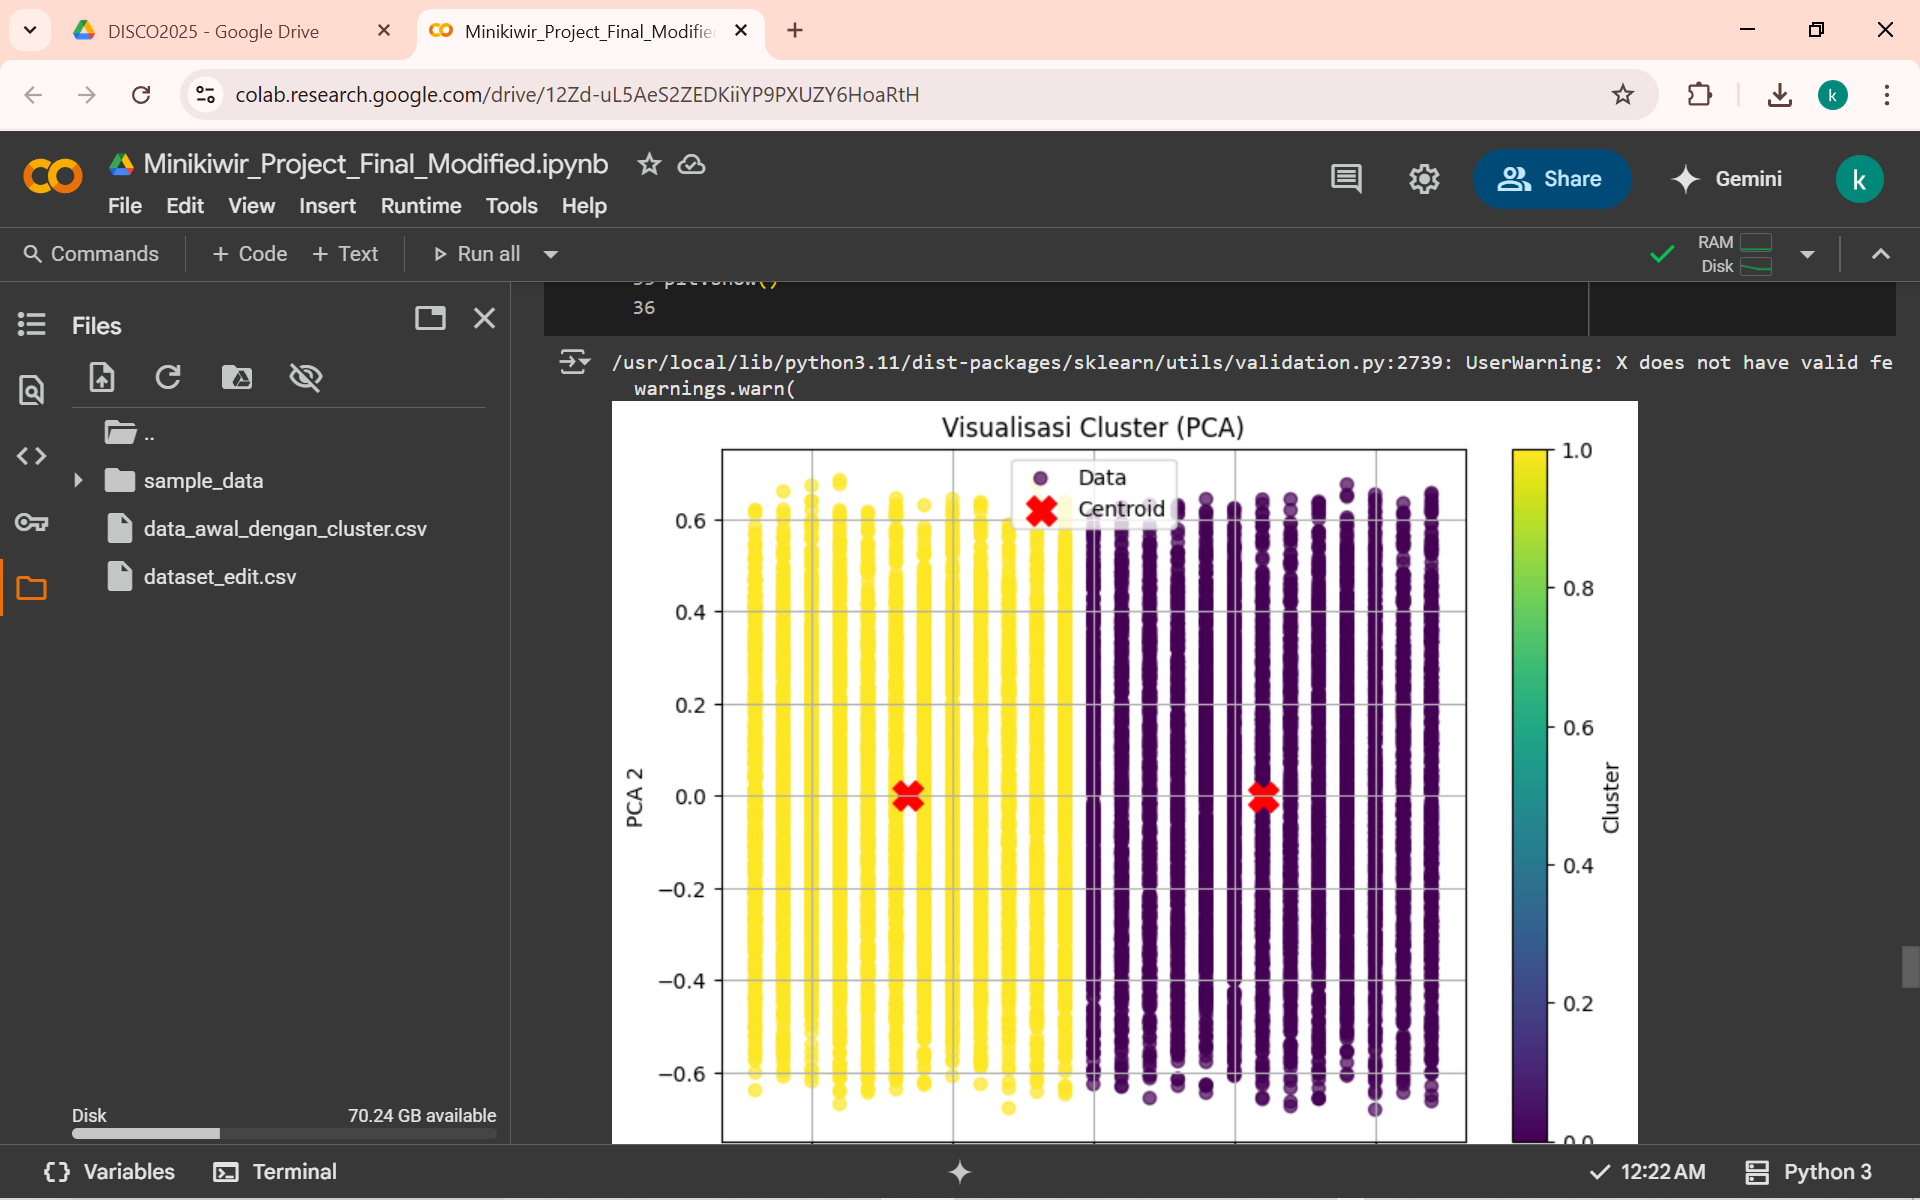 DISCO2025 - Google Drive
Minikiwir_Project_Final_Modifie
colab.research.google.com/drive/12Zd-uL5AeS2ZEDKiiYP9PXUZY6HoaRtH
k
Minikiwir_Project_Final_Modified.ipynb
Share
Gemini
k
File Edit View Insert Runtime Tools Help
Commands
+ Code + Text
Run all
RAM
Disk
Files
..
sample_data
data_awal_dengan_cluster.csv
dataset_edit.csv
Disk 70.24 GB available
35 plt.show()
36
/usr/local/lib/python3.11/dist-packages/sklearn/utils/validation.py:2739: UserWarning: X does not have valid fe
warnings.warn(
Visualisasi Cluster (PCA)
Data
Centroid
0.6
0.4
0.2
0.0
−0.2
−0.4
−0.6
PCA 2
1.0
0.8
0.6
0.4
0.2
0.0
Cluster
Variables
Terminal
12:22 AM
Python 3